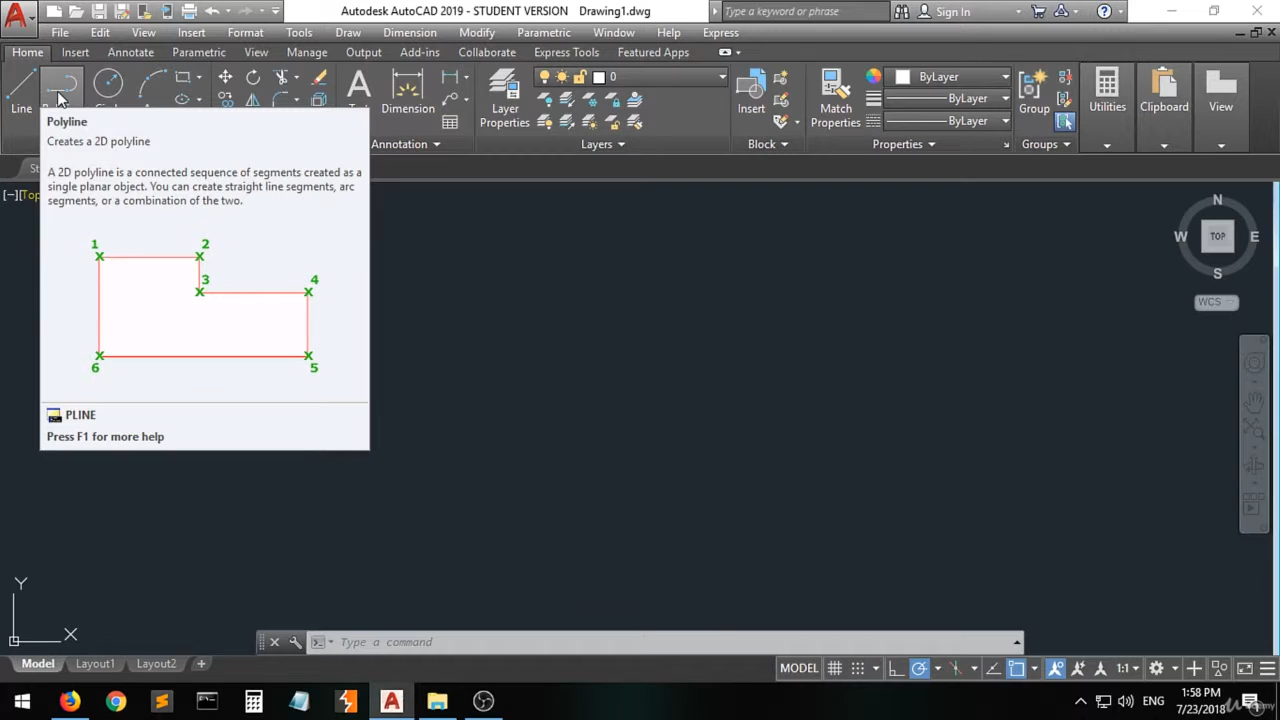 Autodesk AutoCAD 2019 - STUDENT VERSION Drawing1.dwg
Type a keyword or phrase
Sign In
File Edit View Insert Format Tools Draw Dimension Modify Parametric Window Help Express
Home Insert Annotate Parametric View Manage Output Add-ins Collaborate Express Tools Featured Apps
0
ByLayer
ByLayer
ByLayer
Line
Dimension
Layer
Properties
Insert
Match
Properties
Group
Utilities
Clipboard
View
Annotation
Layers
Block
Properties
Groups
Polyline
Creates a 2D polyline
A 2D polyline is a connected sequence of segments created as a
single planar object. You can create straight line segments, arc
segments, or a combination of the two.
1 2
3 4
6 5
PLINE
Press F1 for more help
N
W TOP E
S
WCS
Y
X
Type a command
Model Layout1 Layout2
MODEL
1:1
ENG
1:58 PM
7/23/2018